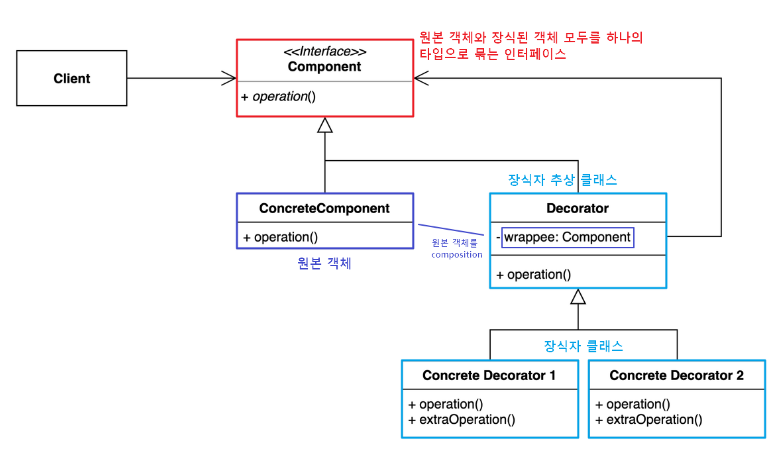 원본 객체와 장식된 객체 모두를 하나의
타입으로 묶는 인터페이스
<<Interface>>
Component
+ operation()
Client
장식자 추상 클래스
ConcreteComponent
+ operation()
원본 객체
원본 객체를
composition
Decorator
- wrappee: Component
+ operation()
장식자 클래스
Concrete Decorator 1
+ operation()
+ extraOperation()
Concrete Decorator 2
+ operation()
+ extraOperation()